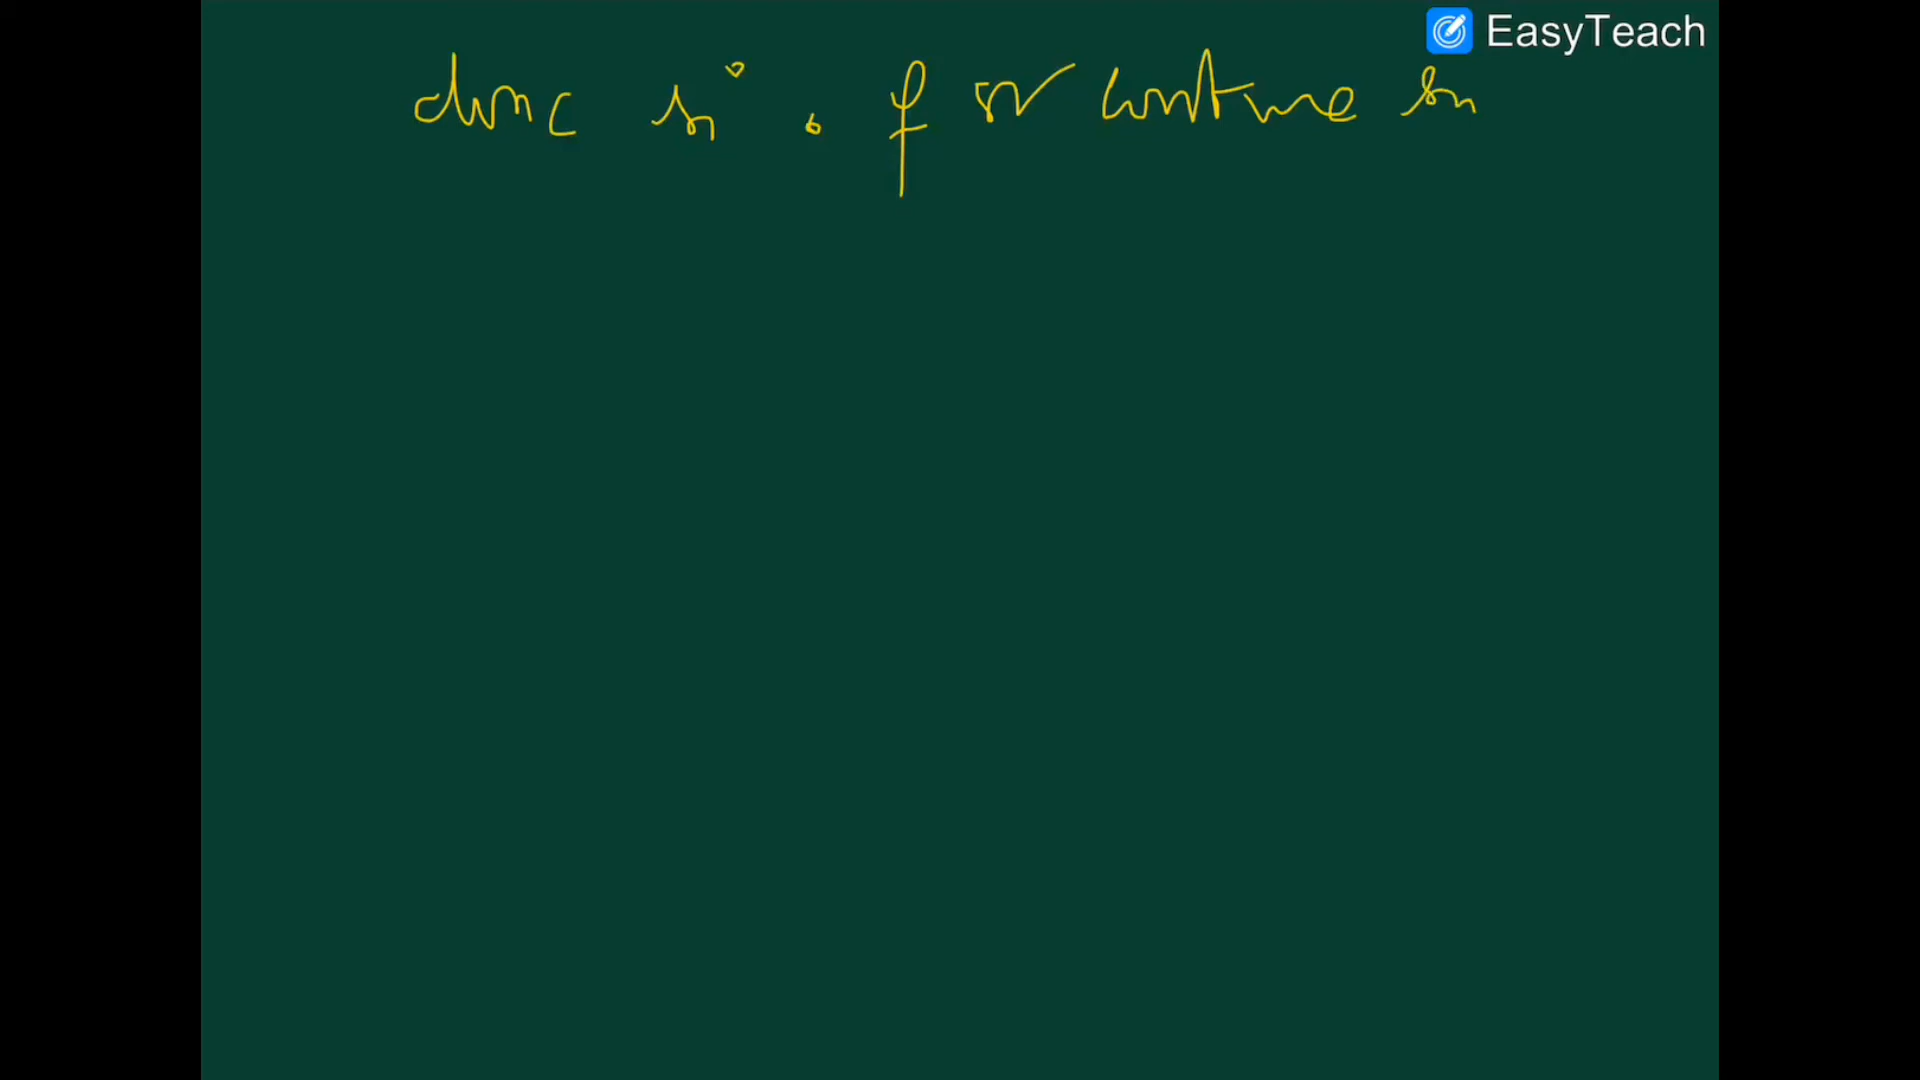 EasyTeach
donc si . f est continue sur